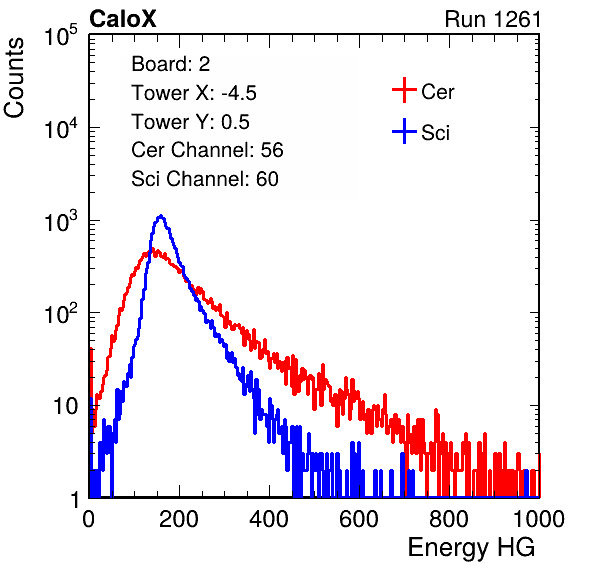 CaloX Run 1261
Counts
Board: 2
Tower X: -4.5
Tower Y: 0.5
Cer Channel: 56
Sci Channel: 60
Cer
Sci
10^5
10^4
10^3
10^2
10
1
0 200 400 600 800 1000
Energy HG